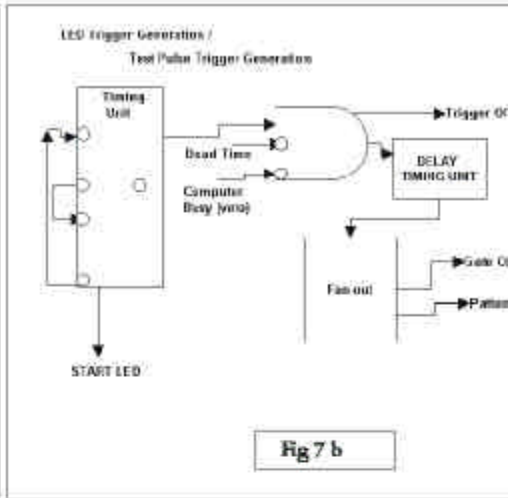 LED Trigger Generation /
Test Pulse Trigger Generation
Timing
Unit
Trigger
Dead Time
DELAY
TIMING UNIT
Computer
Busy (veto)
Fan out
Gate
START LED
Fig 7 b